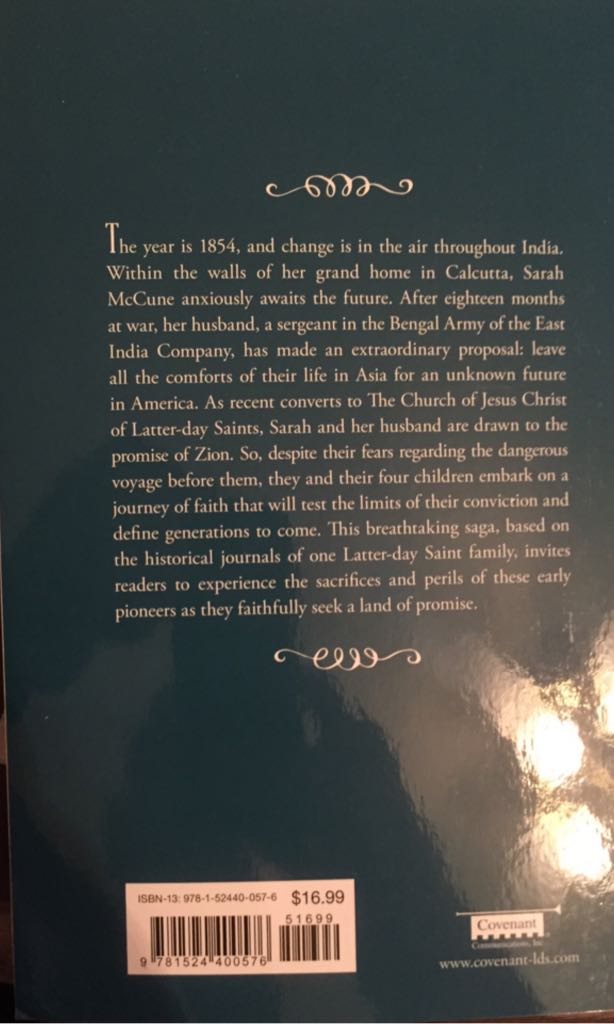 The year is 1854, and change is in the air throughout India.
Within the walls of her grand home in Calcutta, Sarah
McCune anxiously awaits the future. After eighteen months
at war, her husband, a sergeant in the Bengal Army of the East
India Company, has made an extraordinary proposal: leave
all the comforts of their life in Asia for an unknown future
in America. As recent converts to The Church of Jesus Christ
of Latter-day Saints, Sarah and her husband are drawn to the
promise of Zion. So, despite their fears regarding the dangerous
voyage before them, they and their four children embark on a
journey of faith that will test the limits of their conviction and
define generations to come. This breathtaking saga, based on
the historical journals of one Latter-day Saint family, invites
readers to experience the sacrifices and perils of these early
pioneers as they faithfully seek a land of promise.
ISBN-13: 978-1-52440-057-6 $16.99
51699
9 781524 400576
Covenant
Communications, Inc.
www.covenant-lds.com